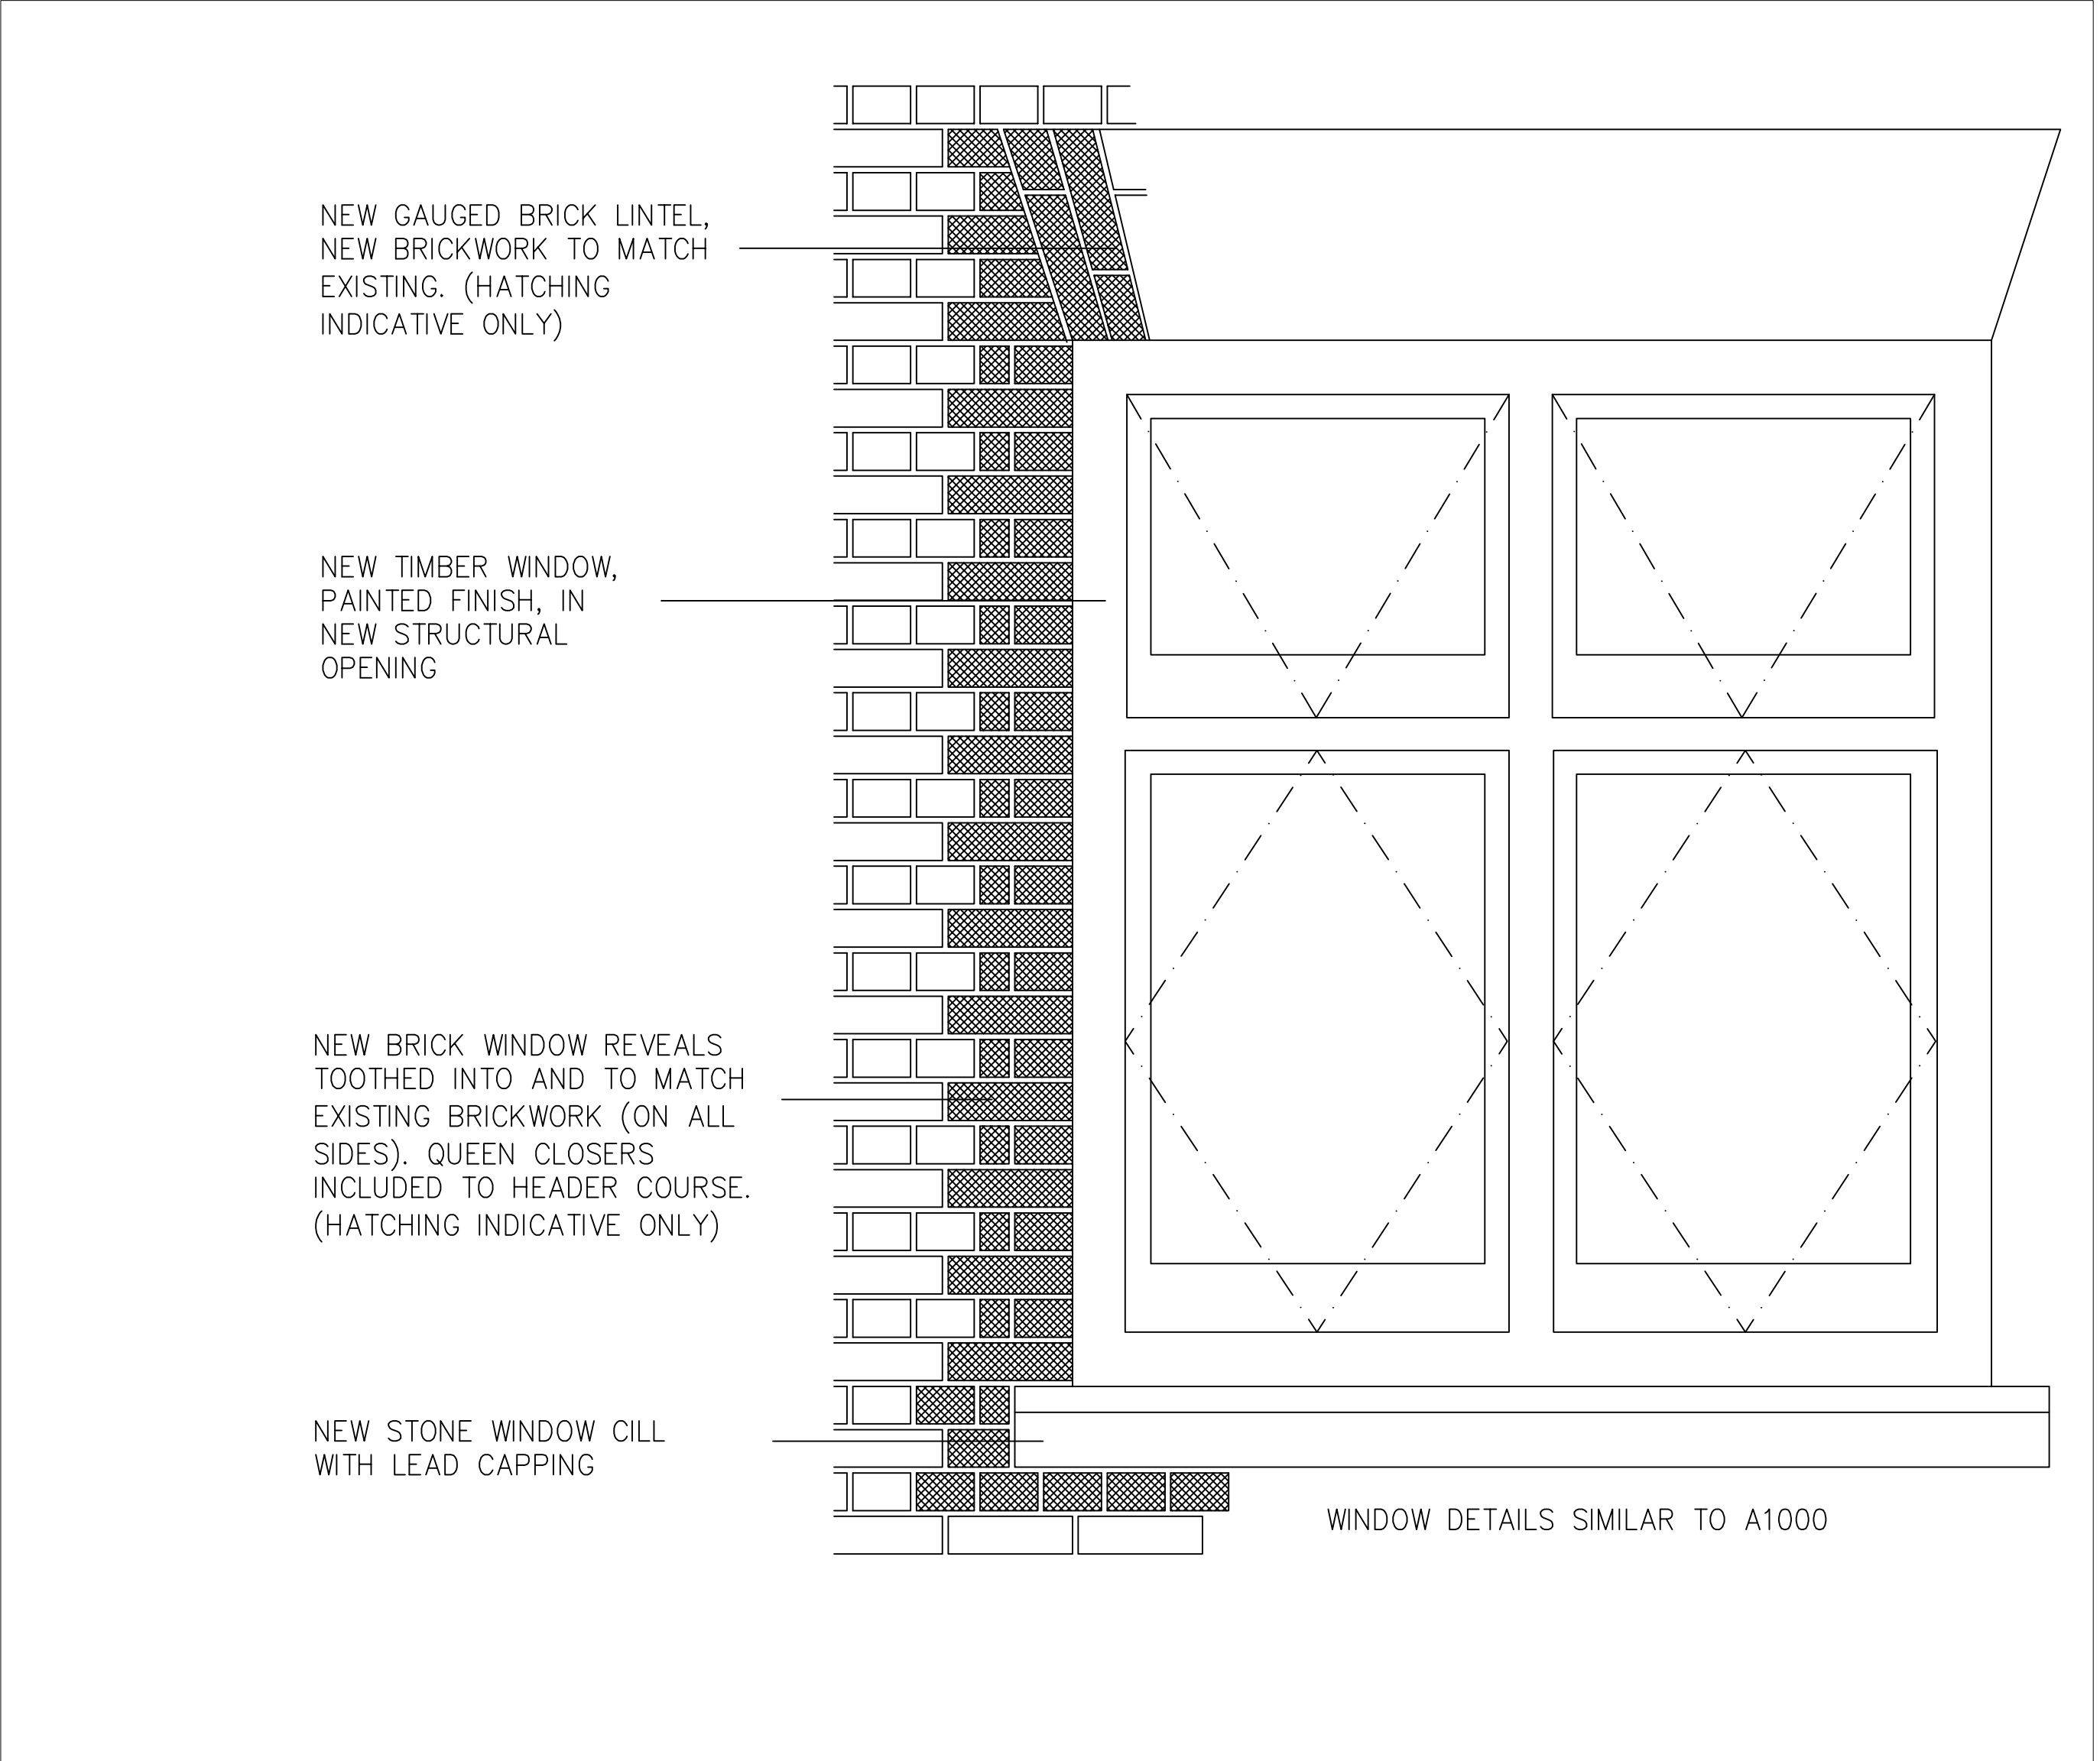 NEW GAUGED BRICK LINTEL,
NEW BRICKWORK TO MATCH
EXISTING. (HATCHING
INDICATIVE ONLY)
NEW TIMBER WINDOW,
PAINTED FINISH, IN
NEW STRUCTURAL
OPENING
NEW BRICK WINDOW REVEALS
TOOTHED INTO AND TO MATCH
EXISTING BRICKWORK (ON ALL
SIDES). QUEEN CLOSERS
INCLUDED TO HEADER COURSE.
(HATCHING INDICATIVE ONLY)
NEW STONE WINDOW CILL
WITH LEAD CAPPING
WINDOW DETAILS SIMILAR TO A1000